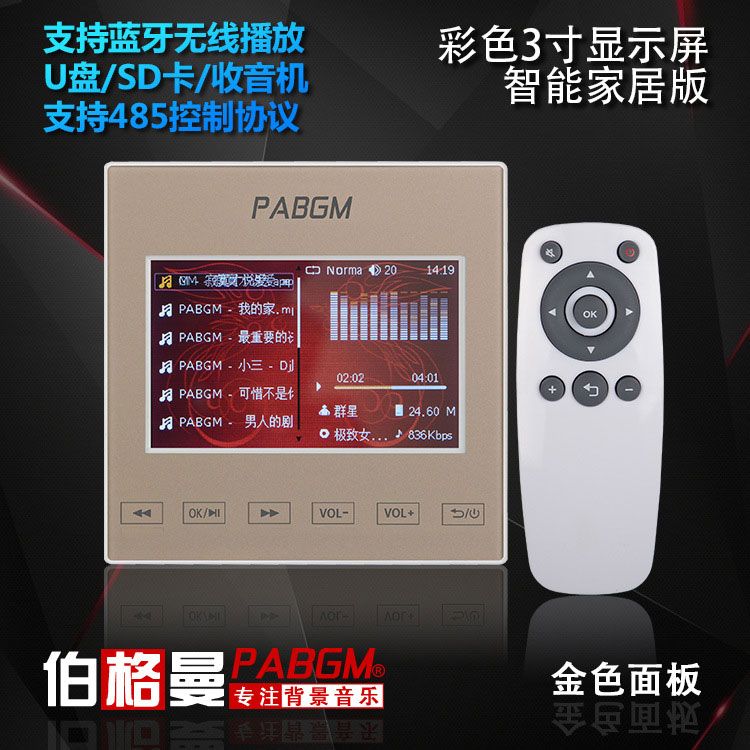 支持蓝牙无线播放
U盘/SD卡/收音机
支持485控制协议
彩色3寸显示屏
智能家居版
PABGM
Norma 20 14:19
PABGM - 我的家.mp
PABGM - 最重要的
PABGM - 小三 - Dj
PABGM - 可惜不是
PABGM - 男人的剧
02:02 04:01
群星 24.60 M
极致女... 836Kbps
OK/
VOL-
VOL+
OK
+
-
伯格曼 PABGM®
专注背景音乐
金色面板